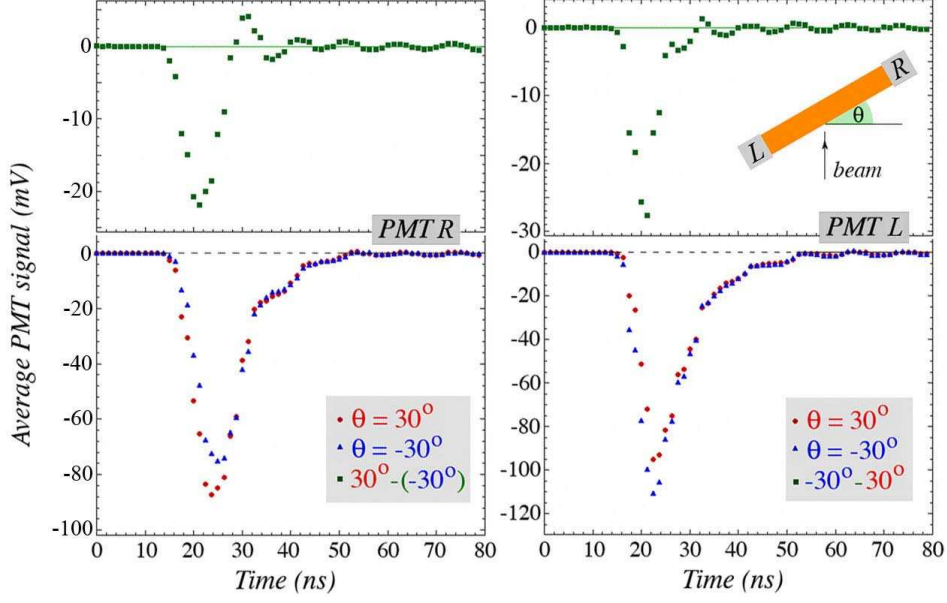 0
-10
-20
PMT R
0
-20
-40
-60
-80
-100
θ = 30°
θ = -30°
30°-(-30°)
0 10 20 30 40 50 60 70 80
Time (ns)
Average PMT signal (mV)
0
-10
-20
-30
R
θ
L
beam
PMT L
0
-20
-40
-60
-80
-100
-120
θ = 30°
θ = -30°
-30°-30°
0 10 20 30 40 50 60 70 80
Time (ns)